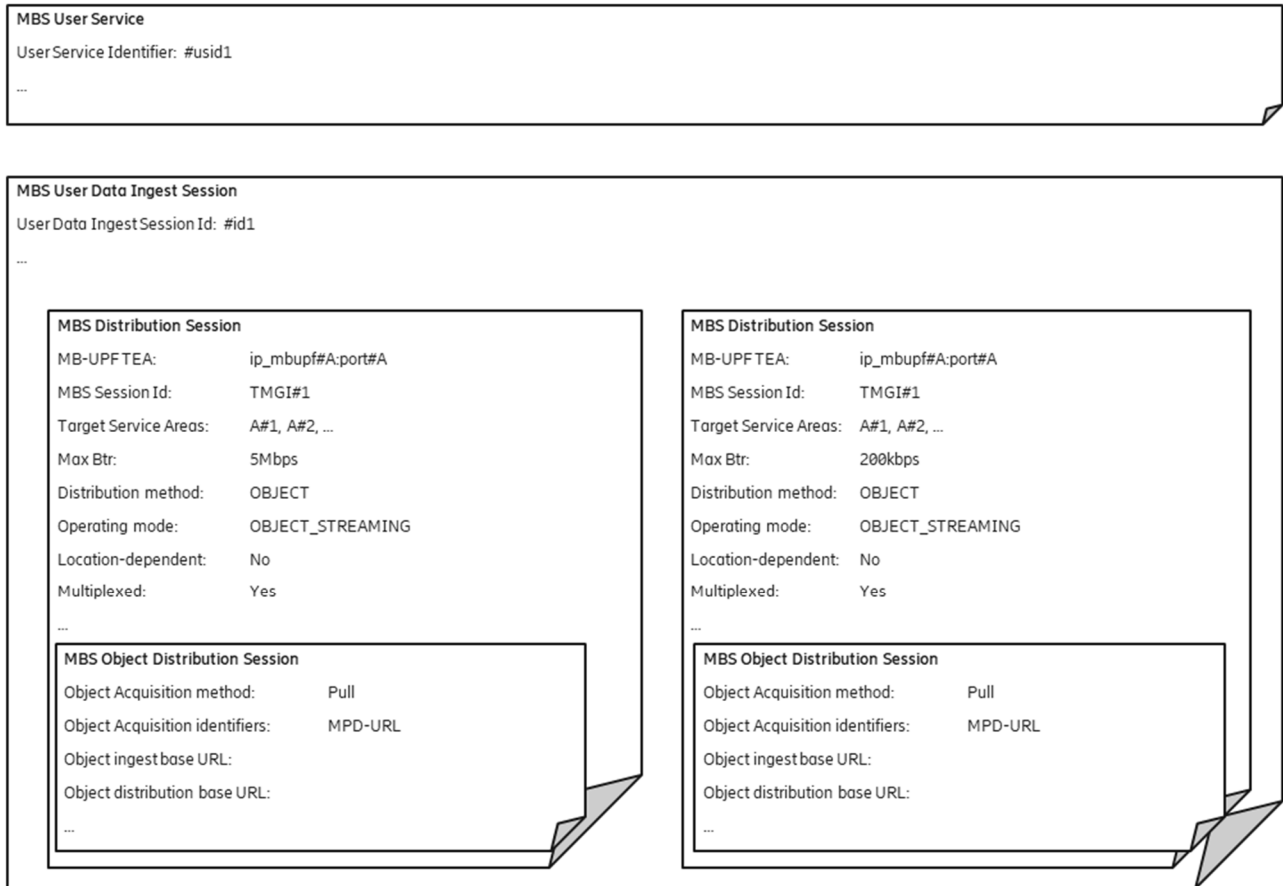 MBS User Service
User Service Identifier: #usid1
...
MBS User Data Ingest Session
User Data Ingest Session Id: #id1
...
MBS Distribution Session
MB-UPF TEA: ip_mbupf#A:port#A
MBS Session Id: TMGI#1
Target Service Areas: A#1, A#2, ...
Max Btr: 5Mbps
Distribution method: OBJECT
Operating mode: OBJECT_STREAMING
Location-dependent: No
Multiplexed: Yes
...
MBS Object Distribution Session
Object Acquisition method: Pull
Object Acquisition identifiers: MPD-URL
Object ingest base URL:
Object distribution base URL:
...
MBS Distribution Session
MB-UPF TEA: ip_mbupf#A:port#A
MBS Session Id: TMGI#1
Target Service Areas: A#1, A#2, ...
Max Btr: 200kbps
Distribution method: OBJECT
Operating mode: OBJECT_STREAMING
Location-dependent: No
Multiplexed: Yes
...
MBS Object Distribution Session
Object Acquisition method: Pull
Object Acquisition identifiers: MPD-URL
Object ingest base URL:
Object distribution base URL:
...